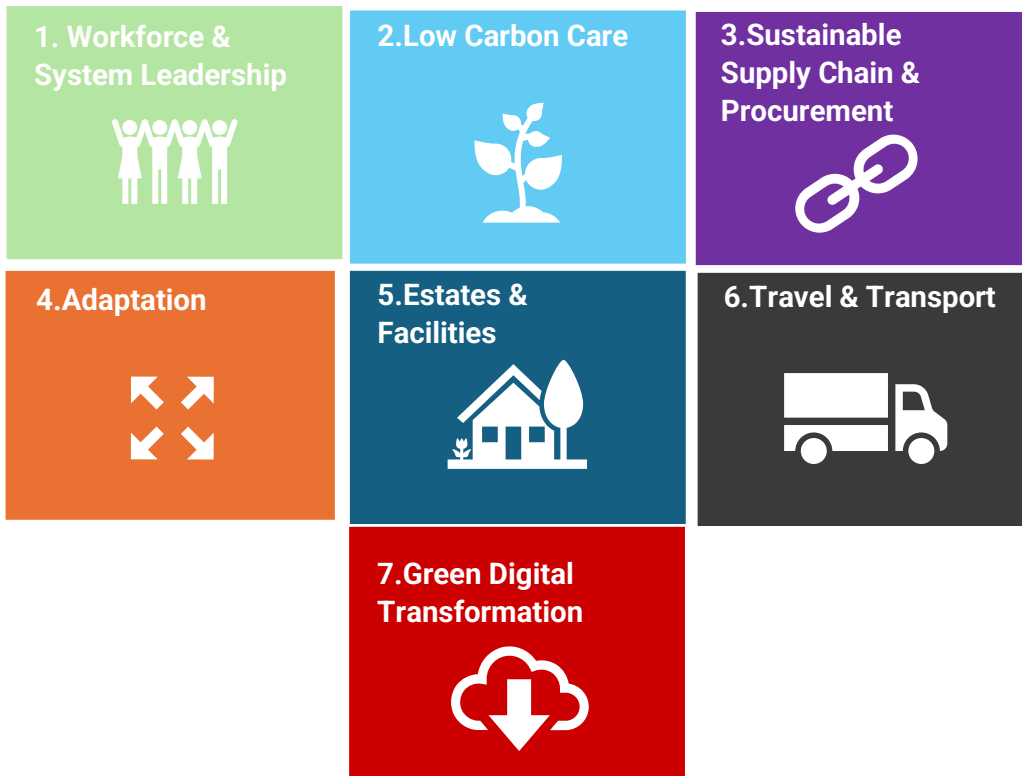 1. Workforce &
System Leadership
2.Low Carbon Care
3.Sustainable
Supply Chain &
Procurement
4.Adaptation
5.Estates &
Facilities
6.Travel & Transport
7.Green Digital
Transformation